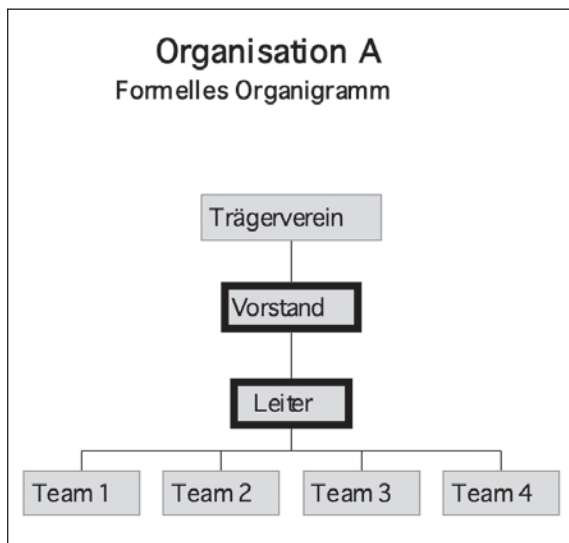 Organisation A
Formelles Organigramm
Trägerverein
Vorstand
Leiter
Team 1
Team 2
Team 3
Team 4